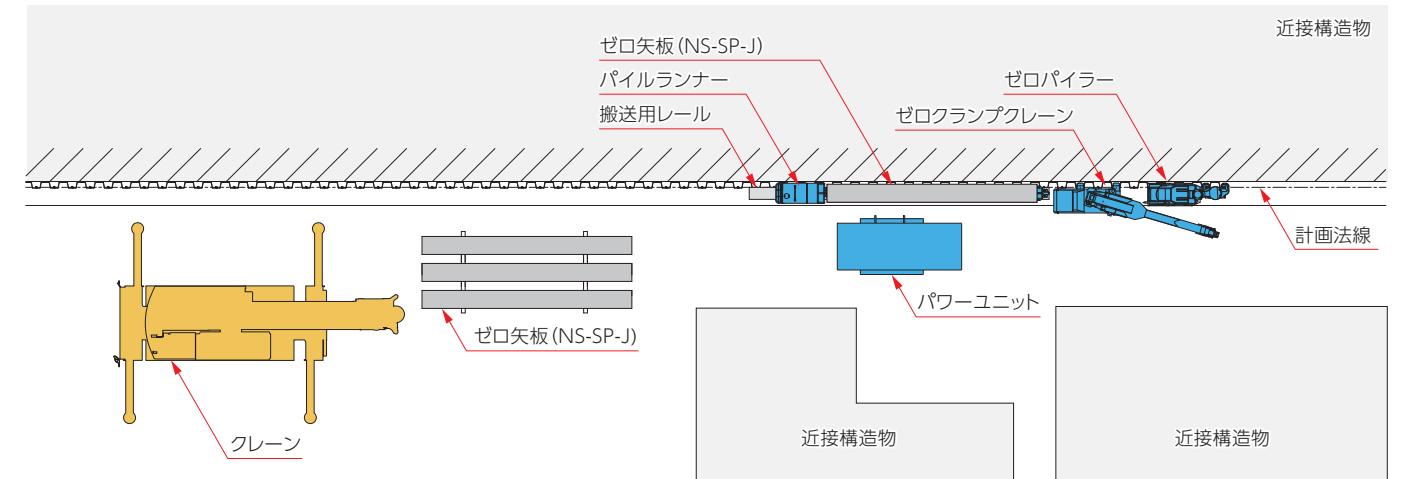 近接構造物
ゼロ矢板(NS-SP-J)
パイルランナー
搬送用レール
ゼロパイラー
ゼロクランプクレーン
計画法線
パワーユニット
ゼロ矢板(NS-SP-J)
クレーン
近接構造物
近接構造物